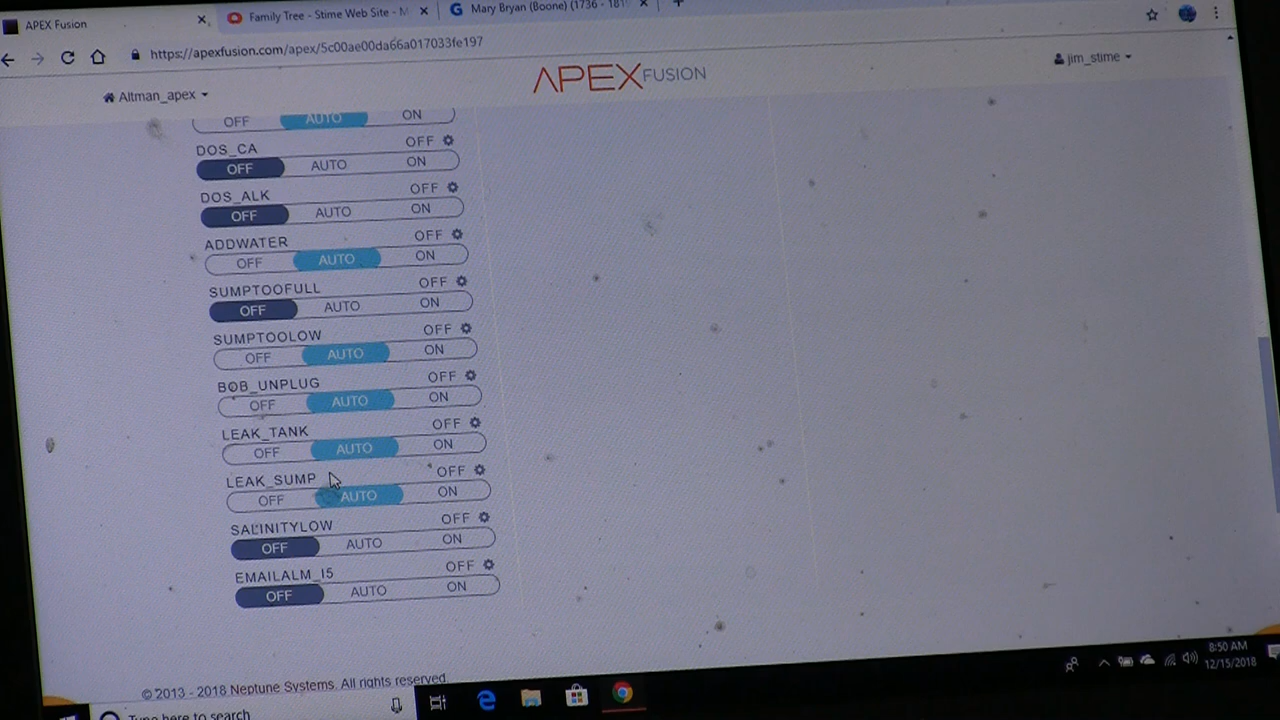 APEX Fusion
Family Tree - Stime Web Site - M
Mary Bryan (Boone) (1736 - 181
https://apexfusion.com/apex/5c00ae00da66a017033fe197
Altman_apex
APEX FUSION
jim_stime
OFF AUTO ON
DOS_CA OFF
OFF AUTO ON
DOS_ALK OFF
OFF AUTO ON
ADDWATER OFF
OFF AUTO ON
SUMPTOOFULL OFF
OFF AUTO ON
SUMPTOOLOW OFF
OFF AUTO ON
BOB_UNPLUG OFF
OFF AUTO ON
LEAK_TANK OFF
OFF AUTO ON
LEAK_SUMP OFF
OFF AUTO ON
SALINITYLOW OFF
OFF AUTO ON
EMAILALM_I5 OFF
OFF AUTO ON
© 2013 - 2018 Neptune Systems. All rights reserved.
Type here to search
8:50 AM
12/15/2018